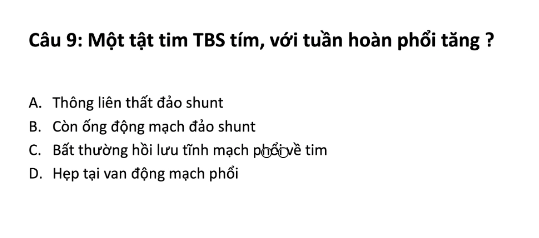 Câu 9: Một tật tim TBS tím, với tuần hoàn phổi tăng ?
A. Thông liên thất đảo shunt
B. Còn ống động mạch đảo shunt
C. Bất thường hồi lưu tĩnh mạch phổi về tim
D. Hẹp tại van động mạch phổi